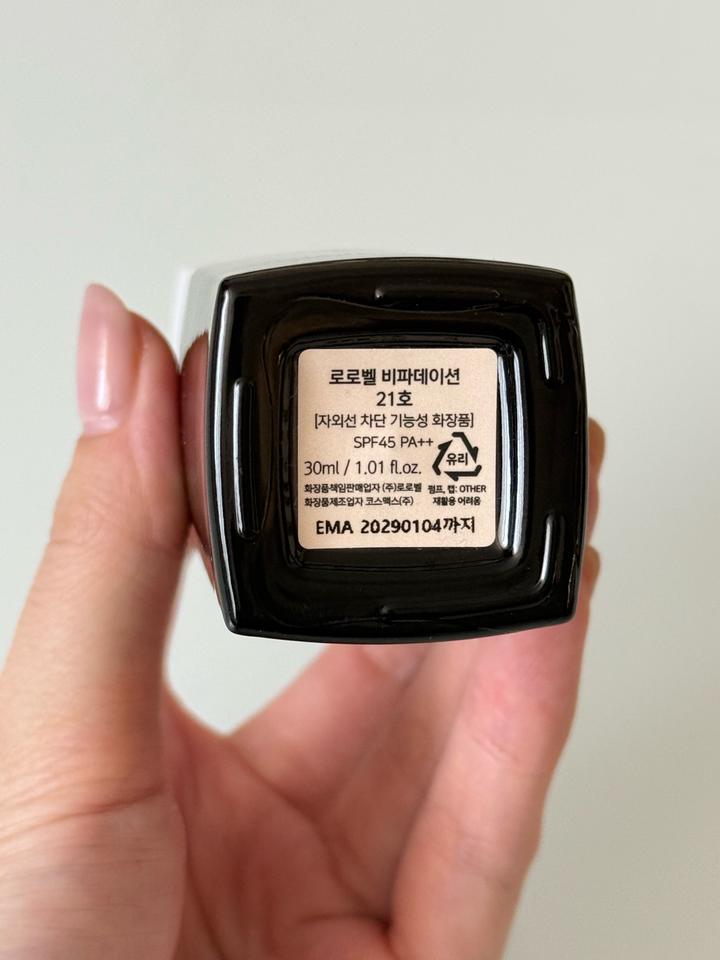 로로벨 비파데이션
21호
[자외선 차단 기능성 화장품]
SPF45 PA++
유리
30ml / 1.01 fl.oz.
화장품책임판매업자 (주)로로벨
펌프, 캡: OTHER
화장품제조업자 코스맥스(주)
재활용 어려움
EMA 20290104까지